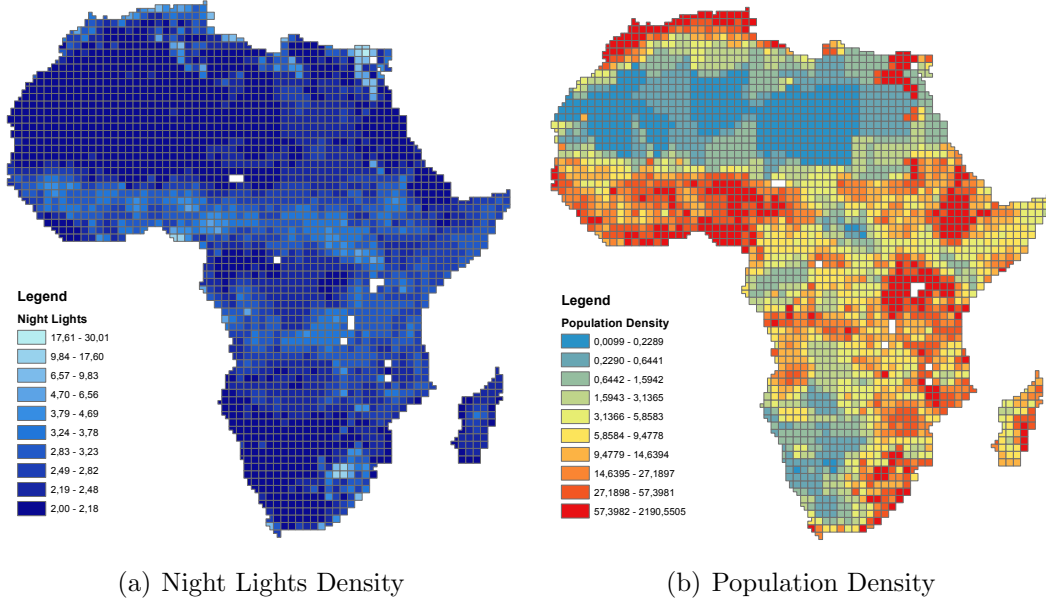 Legend
Night Lights
17,61 - 30,01
9,84 - 17,60
6,57 - 9,83
4,70 - 6,56
3,79 - 4,69
3,24 - 3,78
2,83 - 3,23
2,49 - 2,82
2,19 - 2,48
2,00 - 2,18
(a) Night Lights Density
Legend
Population Density
0,0099 - 0,2289
0,2290 - 0,6441
0,6442 - 1,5942
1,5943 - 3,1365
3,1366 - 5,8583
5,8584 - 9,4778
9,4779 - 14,6394
14,6395 - 27,1897
27,1898 - 57,3981
57,3982 - 2190,5505
(b) Population Density